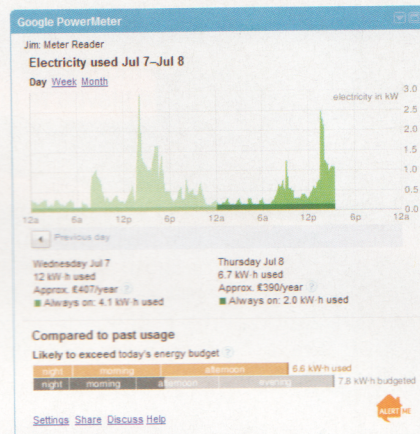 Google PowerMeter
Jim: Meter Reader
Electricity used Jul 7–Jul 8
Day Week Month
electricity in kW
3.0
2.5
2.0
1.5
1.0
0.5
0.0
12a 6a 12p 6p 12a 6a 12p 6p 12a
Previous day
Wednesday Jul 7
12 kW·h used
Approx. £407/year ?
Always on: 4.1 kW·h used
Thursday Jul 8
6.7 kW·h used
Approx. £390/year ?
Always on: 2.0 kW·h used
Compared to past usage
Likely to exceed today's energy budget ?
night morning afternoon 6.6 kW·h used
night morning afternoon evening 7.8 kW·h budgeted
ALERT ME
Settings Share Discuss Help